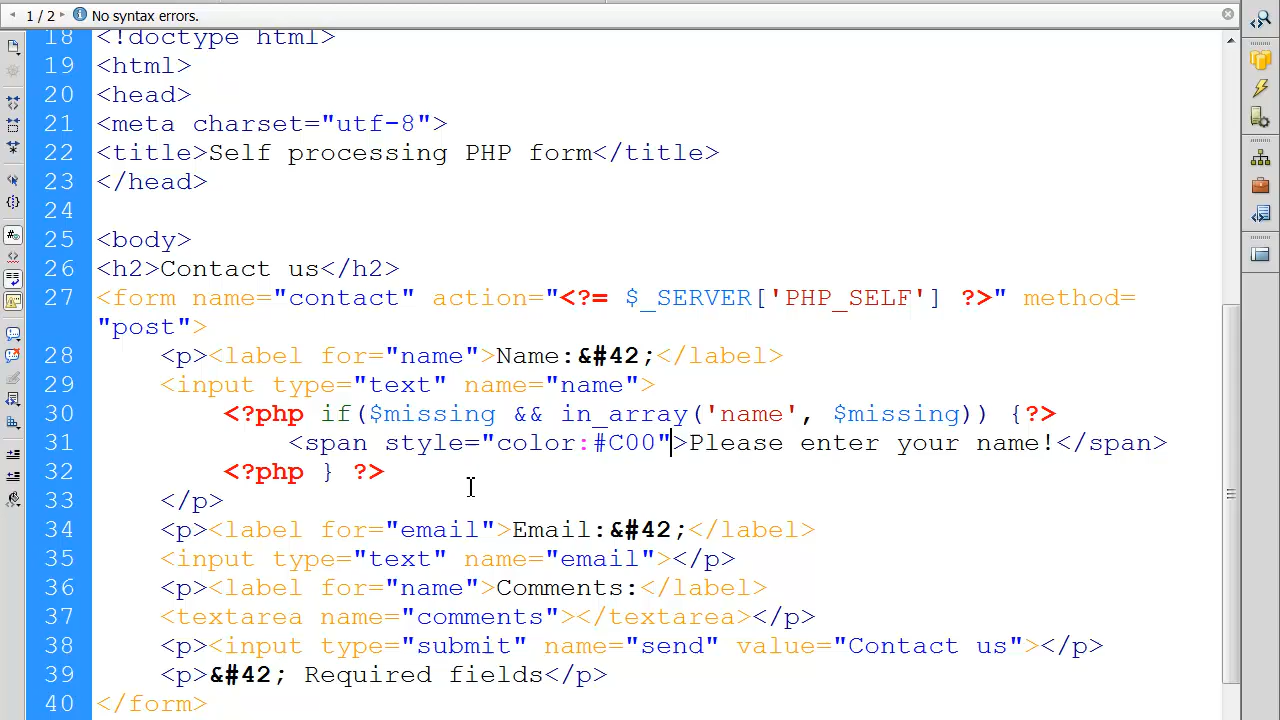 1 / 2 No syntax errors.
18 <!doctype html>
19 <html>
20 <head>
21 <meta charset="utf-8">
22 <title>Self processing PHP form</title>
23 </head>
24
25 <body>
26 <h2>Contact us</h2>
27 <form name="contact" action="<?= $_SERVER['PHP_SELF'] ?>" method=
"post">
28 <p><label for="name">Name:&#42;</label>
29 <input type="text" name="name">
30 <?php if($missing && in_array('name', $missing)) {?>
31 <span style="color:#C00">Please enter your name!</span>
32 <?php } ?>
33 </p>
34 <p><label for="email">Email:&#42;</label>
35 <input type="text" name="email"></p>
36 <p><label for="name">Comments:</label>
37 <textarea name="comments"></textarea></p>
38 <p><input type="submit" name="send" value="Contact us"></p>
39 <p>&#42; Required fields</p>
40 </form>